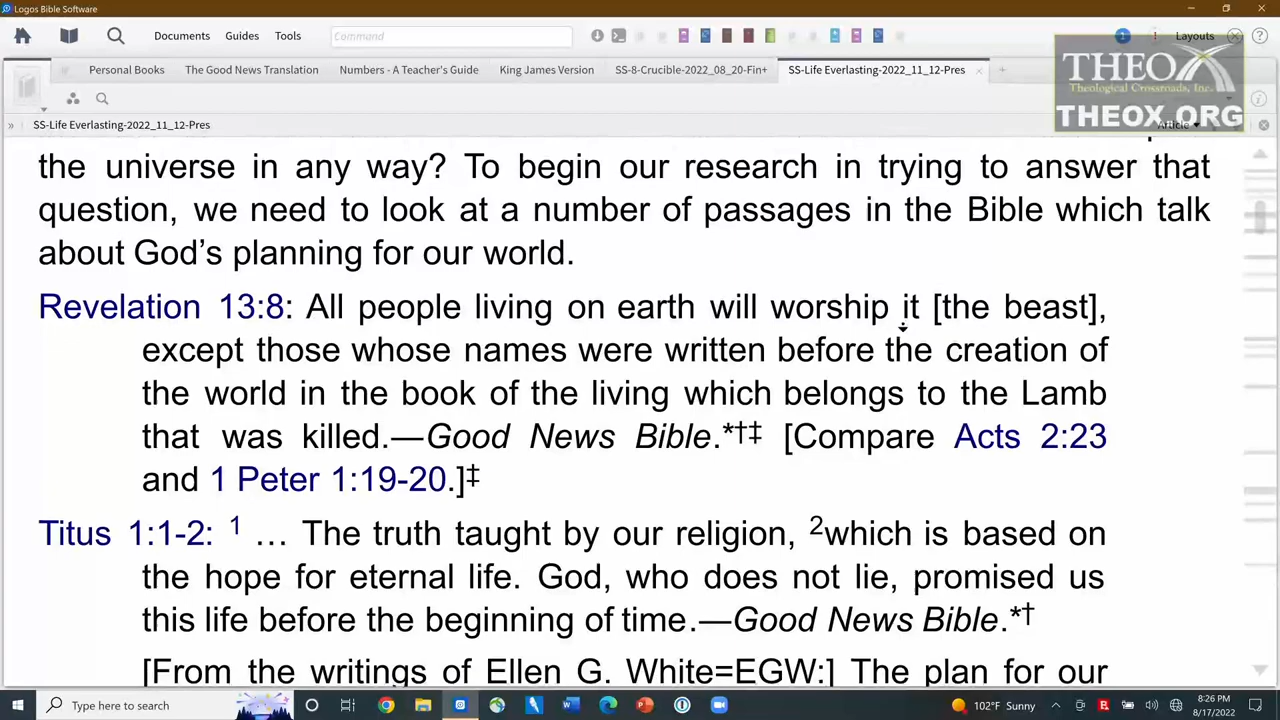 Logos Bible Software
Documents Guides Tools Command Layouts
Personal Books The Good News Translation Numbers - A Teacher's Guide King James Version SS-8-Crucible-2022_08_20-Fin+ SS-Life Everlasting-2022_11_12-Pres
THEOX
Theological Crossroads, Inc.
THEOX.ORG
SS-Life Everlasting-2022_11_12-Pres Article
the universe in any way? To begin our research in trying to answer that
question, we need to look at a number of passages in the Bible which talk
about God’s planning for our world.
Revelation 13:8: All people living on earth will worship it [the beast],
except those whose names were written before the creation of
the world in the book of the living which belongs to the Lamb
that was killed.—Good News Bible.*†‡ [Compare Acts 2:23
and 1 Peter 1:19-20.]‡
Titus 1:1-2: 1 … The truth taught by our religion, 2which is based on
the hope for eternal life. God, who does not lie, promised us
this life before the beginning of time.—Good News Bible.*†
[From the writings of Ellen G. White=EGW:] The plan for our
Type here to search 102°F Sunny 8:26 PM
8/17/2022